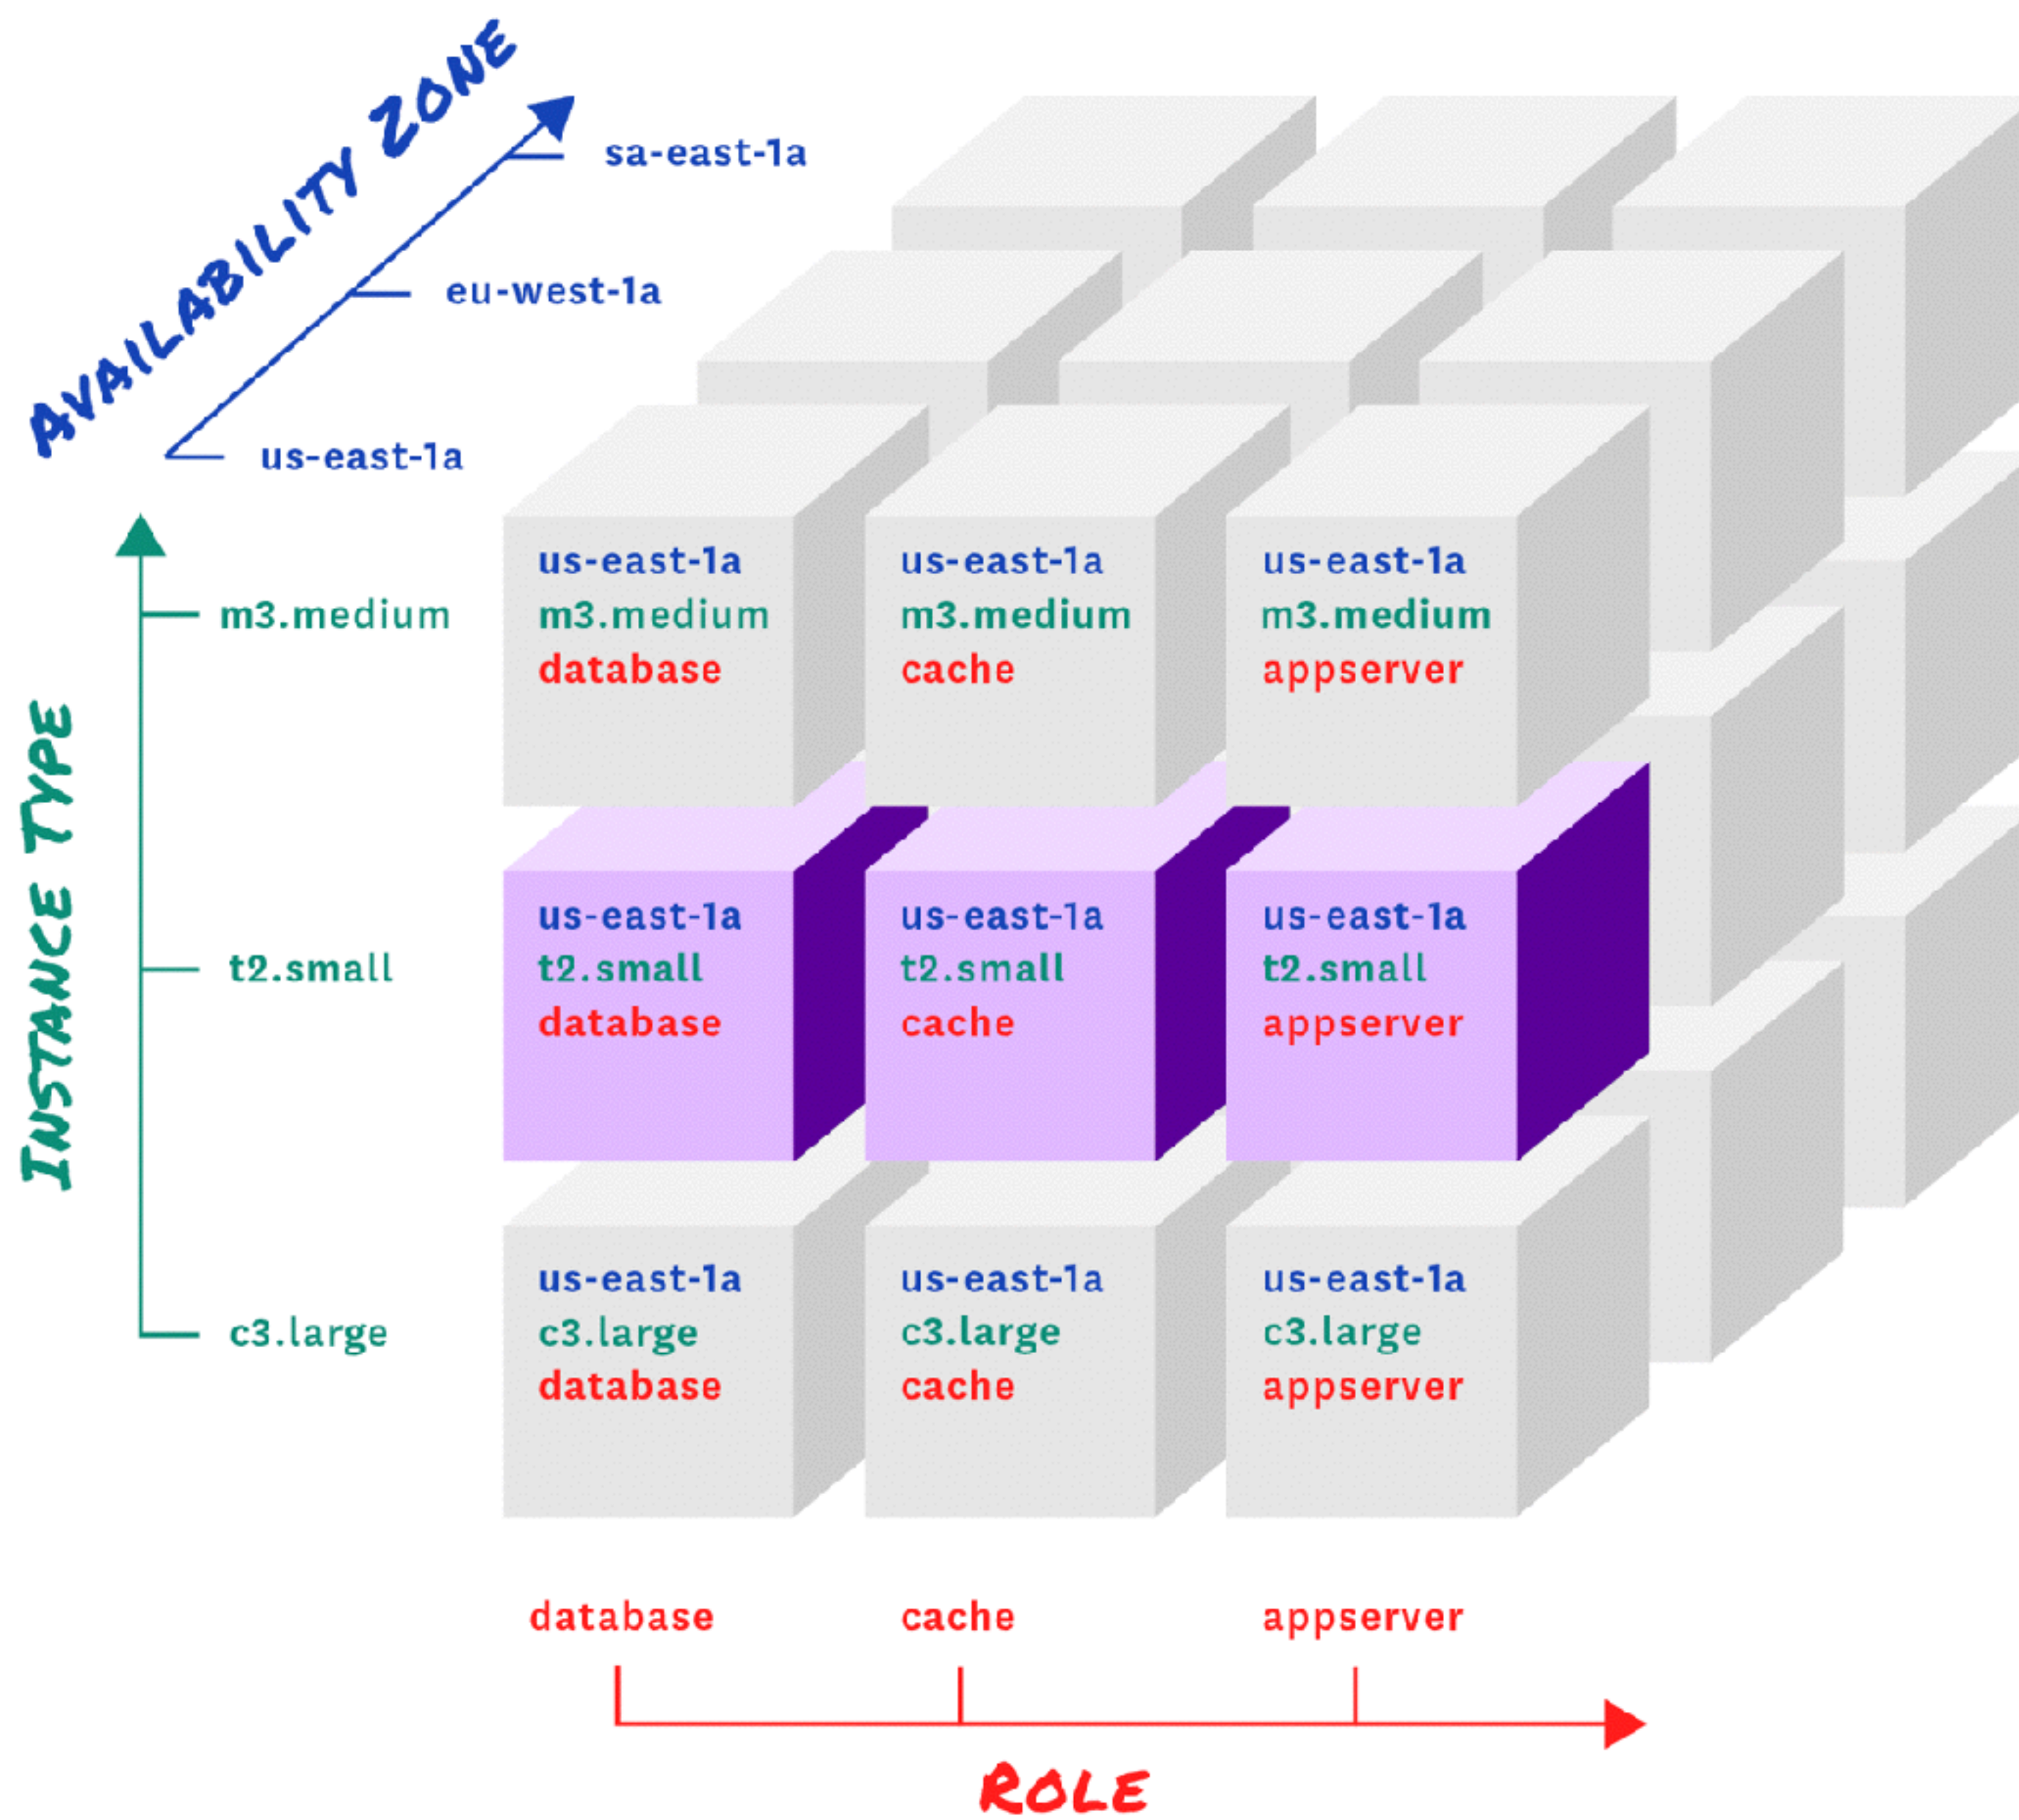 AVAILABILITY ZONE
sa-east-1a
eu-west-1a
us-east-1a
INSTANCE TYPE
m3.medium
t2.small
c3.large
us-east-1a
m3.medium
database
us-east-1a
m3.medium
cache
us-east-1a
m3.medium
appserver
us-east-1a
t2.small
database
us-east-1a
t2.small
cache
us-east-1a
t2.small
appserver
us-east-1a
c3.large
database
us-east-1a
c3.large
cache
us-east-1a
c3.large
appserver
database
cache
appserver
ROLE